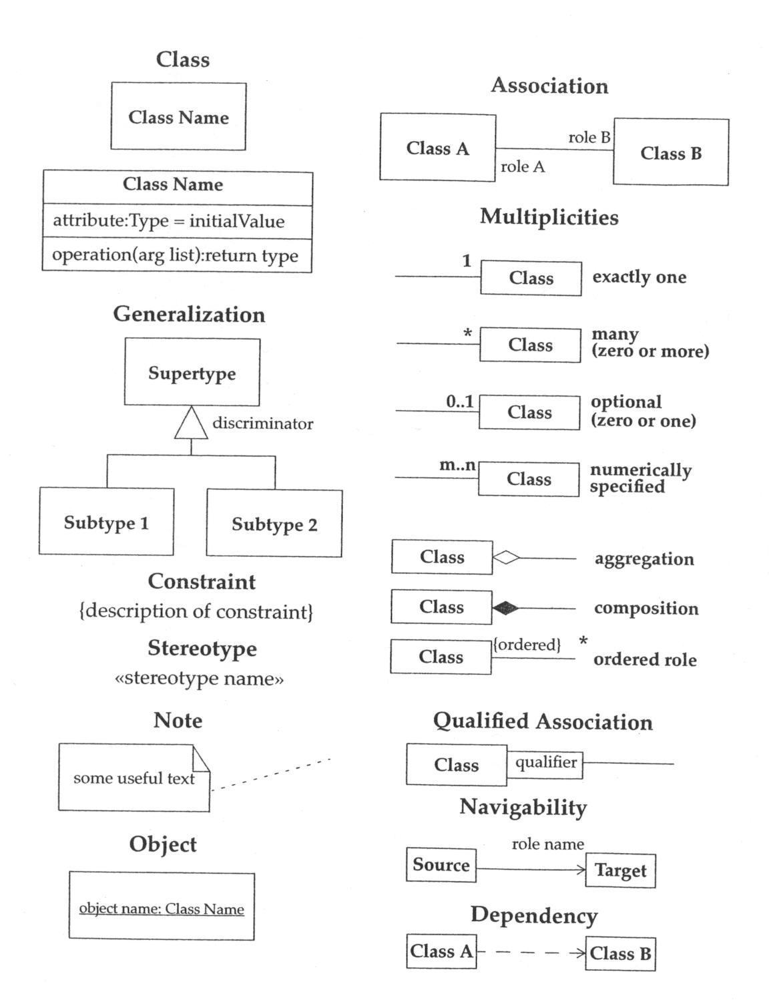 Class
Class Name
Class Name
attribute:Type = initialValue
operation(arg list):return type
Generalization
Supertype
discriminator
Subtype 1
Subtype 2
Constraint
{description of constraint}
Stereotype
«stereotype name»
Note
some useful text
Object
object name: Class Name
Association
Class A
role B
role A
Class B
Multiplicities
1
Class
exactly one
*
Class
many
(zero or more)
0..1
Class
optional
(zero or one)
m..n
Class
numerically
specified
Class
aggregation
Class
composition
Class
{ordered}
*
ordered role
Qualified Association
Class
qualifier
Navigability
role name
Source
Target
Dependency
Class A
Class B